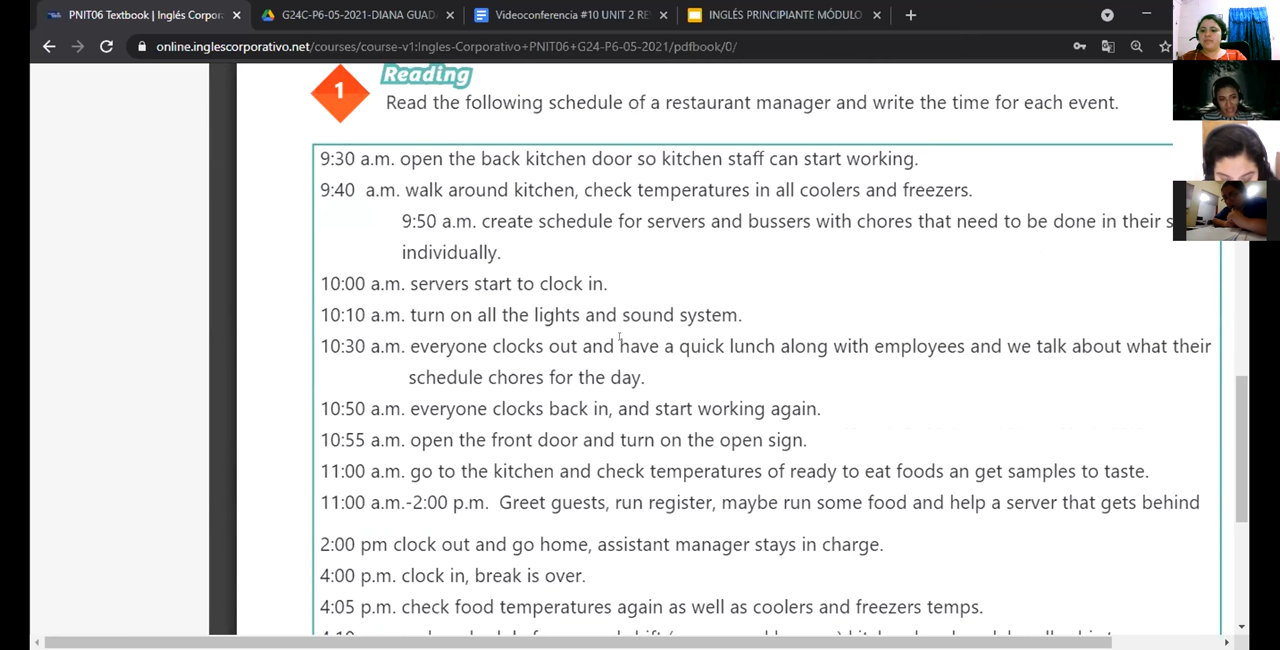 PNIT06 Textbook | Inglés Corpor
G24C-P6-05-2021-DIANA GUAD
Videoconferencia #10 UNIT 2 RE
INGLÉS PRINCIPIANTE MÓDULO
online.inglescorporativo.net/courses/course-v1:Ingles-Corporativo+PNIT06+G24-P6-05-2021/pdfbook/0/
1
Reading
Read the following schedule of a restaurant manager and write the time for each event.
9:30 a.m. open the back kitchen door so kitchen staff can start working.
9:40 a.m. walk around kitchen, check temperatures in all coolers and freezers.
9:50 a.m. create schedule for servers and bussers with chores that need to be done in their s
individually.
10:00 a.m. servers start to clock in.
10:10 a.m. turn on all the lights and sound system.
10:30 a.m. everyone clocks out and have a quick lunch along with employees and we talk about what their
schedule chores for the day.
10:50 a.m. everyone clocks back in, and start working again.
10:55 a.m. open the front door and turn on the open sign.
11:00 a.m. go to the kitchen and check temperatures of ready to eat foods an get samples to taste.
11:00 a.m.-2:00 p.m. Greet guests, run register, maybe run some food and help a server that gets behind
2:00 pm clock out and go home, assistant manager stays in charge.
4:00 p.m. clock in, break is over.
4:05 p.m. check food temperatures again as well as coolers and freezers temps.